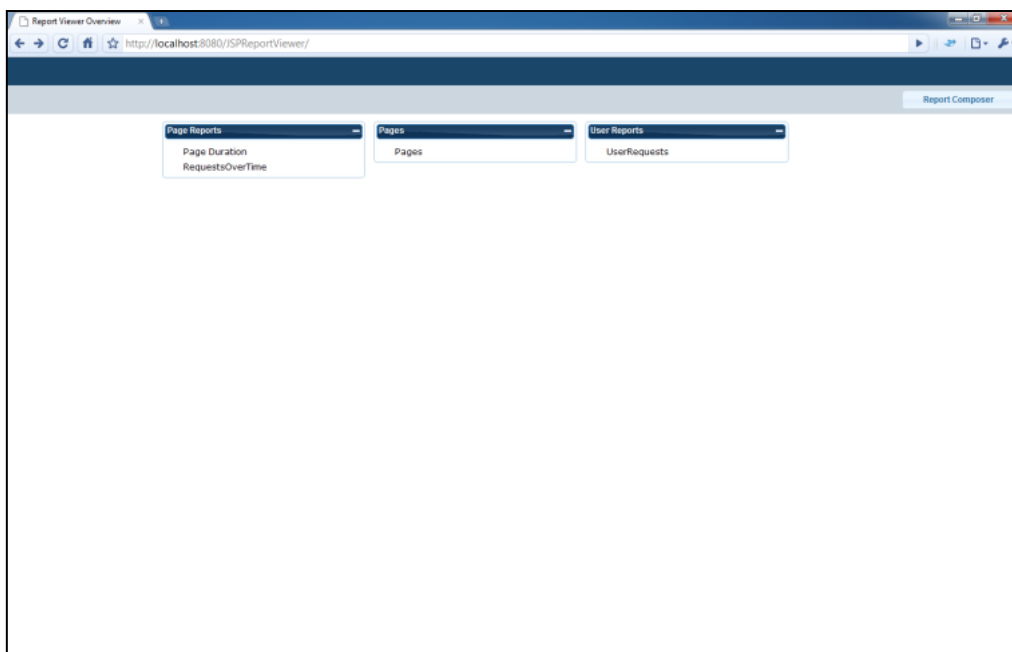 Report Viewer Overview
http://localhost:8080/JSPReportViewer/
Report Composer
Page Reports
Page Duration
RequestsOverTime
Pages
Pages
User Reports
UserRequests